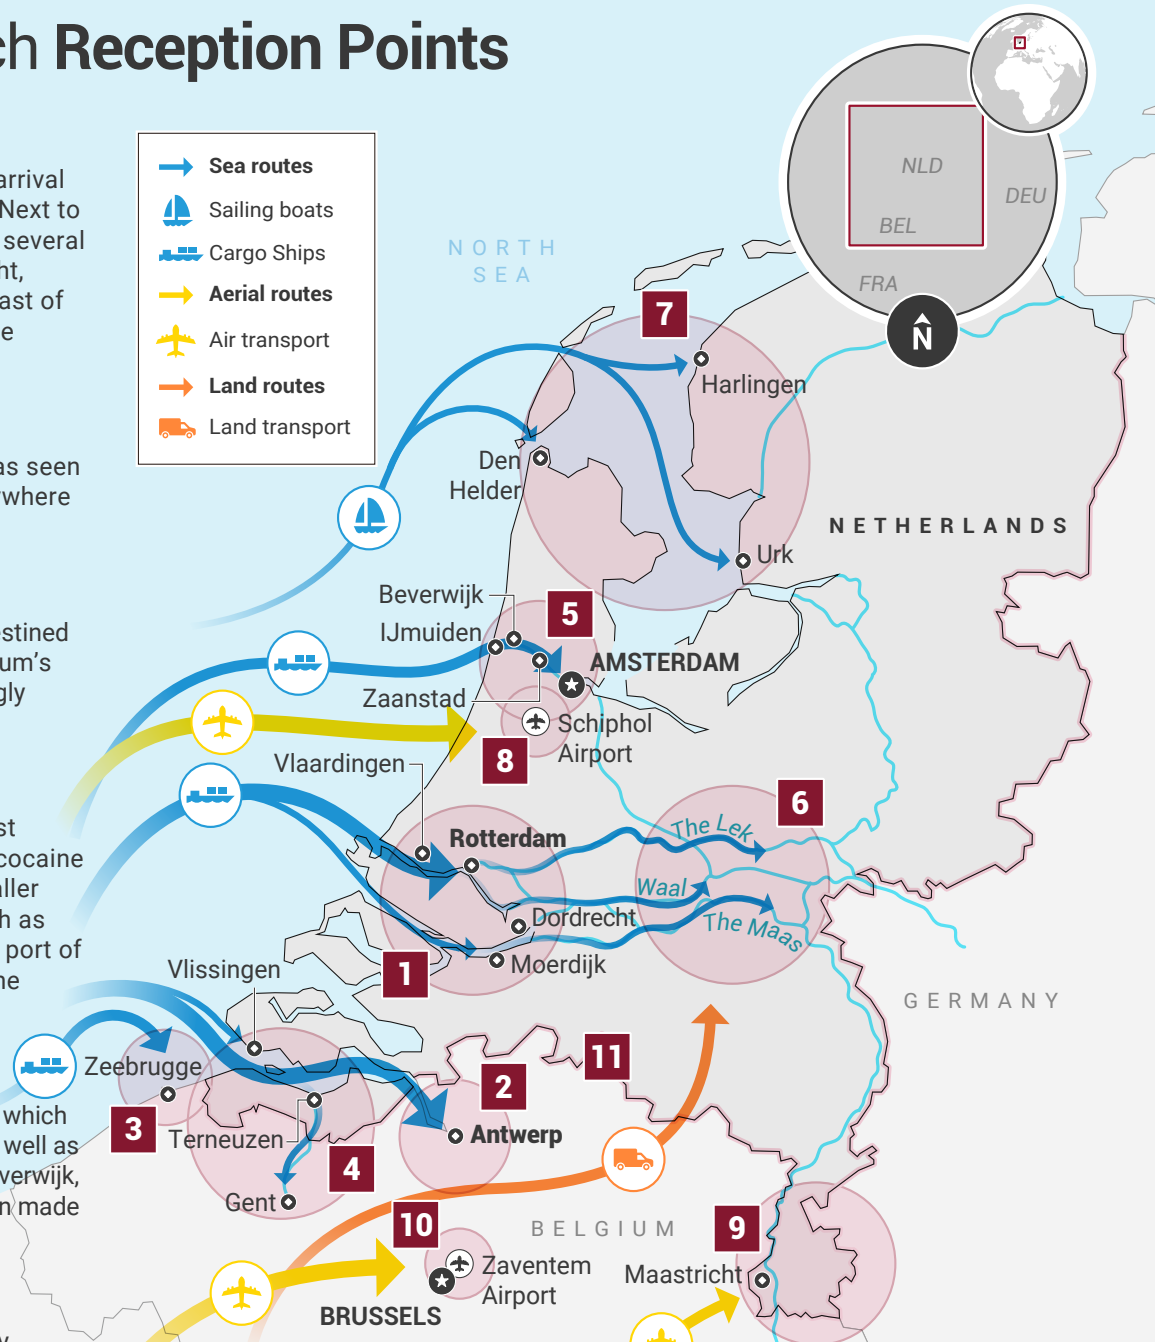 ch Reception Points
arrival
Next to
several
ht,
ast of
e
as seen
where
estined
um's
gly
st
cocaine
aller
h as
port of
he
which
well as
verwijk,
n made
y
Sea routes
Sailing boats
Cargo Ships
Aerial routes
Air transport
Land routes
Land transport
NORTH
SEA
NLD
DEU
BEL
FRA
N
7
Harlingen
Den
Helder
NETHERLANDS
Urk
Beverwijk
5
IJmuiden
AMSTERDAM
Zaanstad
Schiphol
Airport
8
Vlaardingen
6
Rotterdam
The Lek
Waal
Dordrecht
The Maas
1
Moerdijk
Vlissingen
GERMANY
11
Zeebrugge
2
3
Terneuzen
Antwerp
4
Gent
10
BELGIUM
9
Zaventem
Airport
Maastricht
BRUSSELS